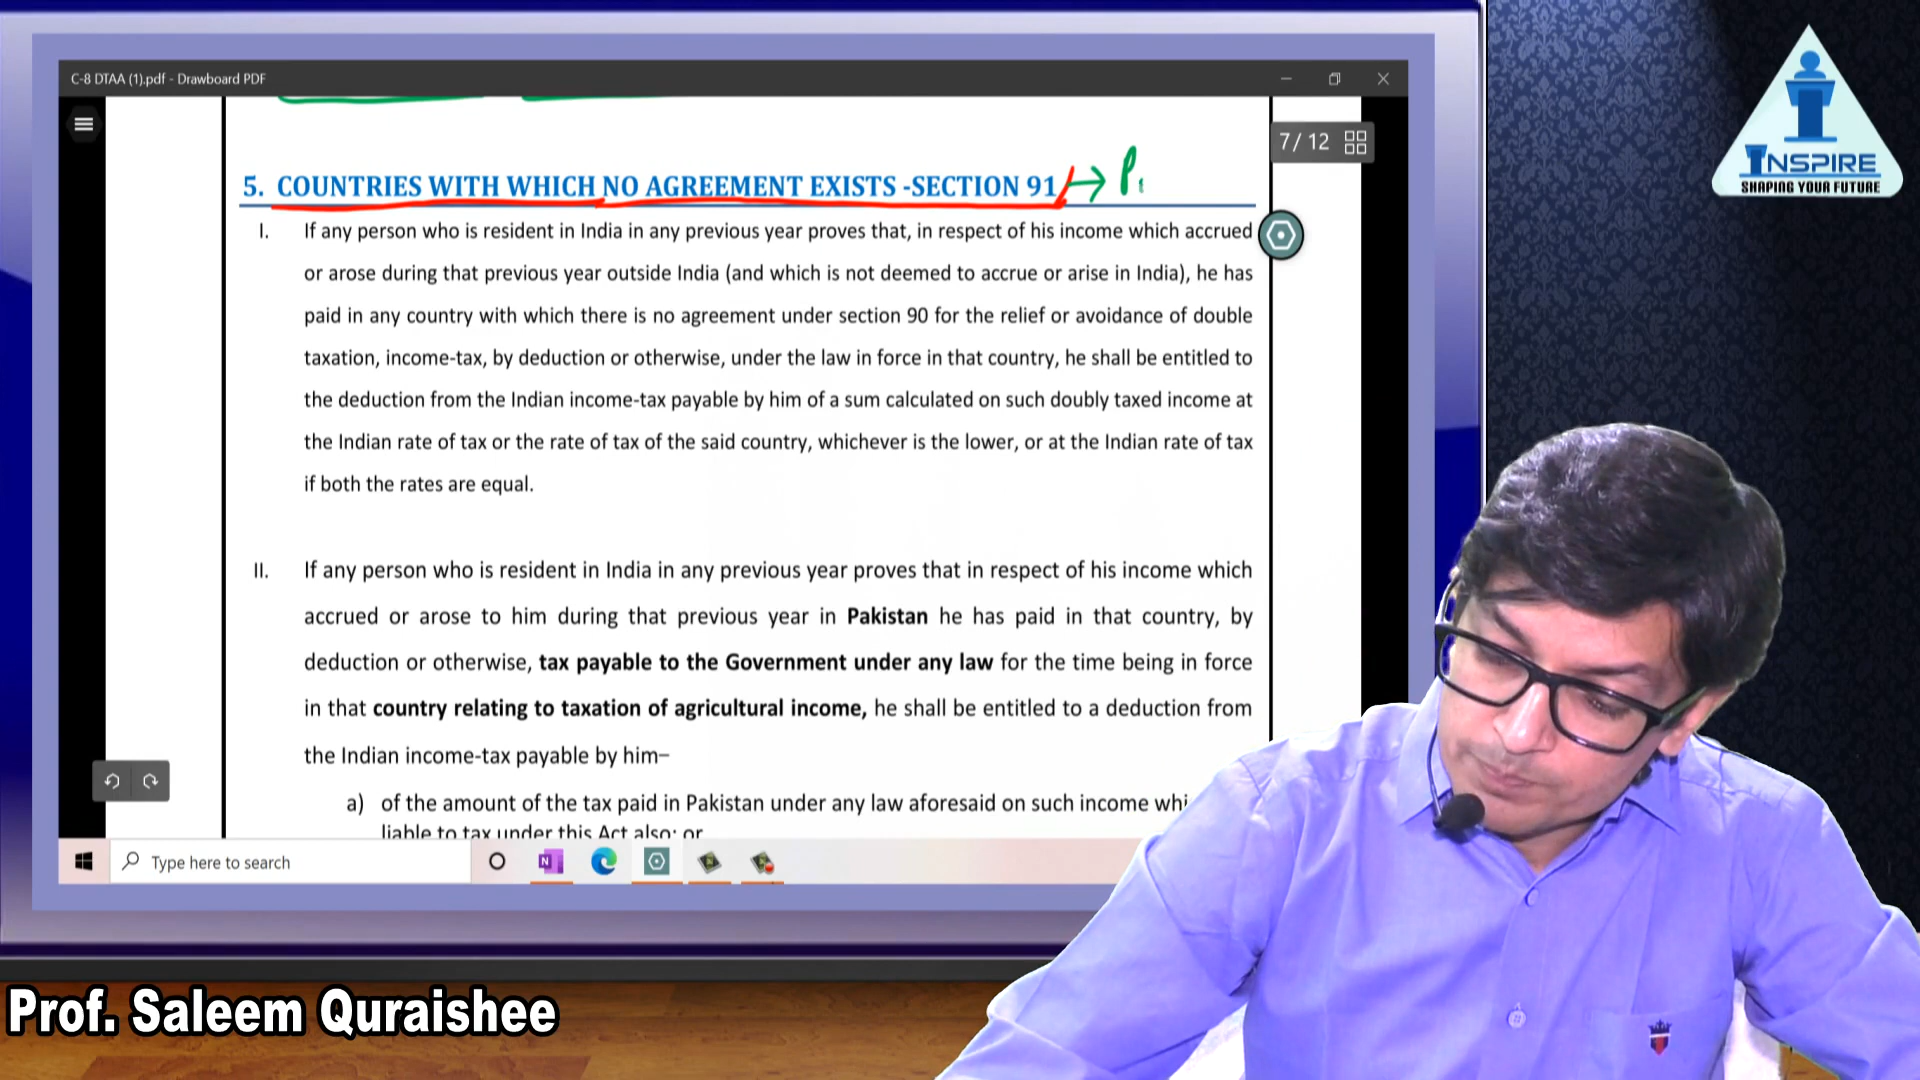 C-8 DTAA (1).pdf - Drawboard PDF
7 / 12
5. COUNTRIES WITH WHICH NO AGREEMENT EXISTS -SECTION 91
I. If any person who is resident in India in any previous year proves that, in respect of his income which accrued
or arose during that previous year outside India (and which is not deemed to accrue or arise in India), he has
paid in any country with which there is no agreement under section 90 for the relief or avoidance of double
taxation, income-tax, by deduction or otherwise, under the law in force in that country, he shall be entitled to
the deduction from the Indian income-tax payable by him of a sum calculated on such doubly taxed income at
the Indian rate of tax or the rate of tax of the said country, whichever is the lower, or at the Indian rate of tax
if both the rates are equal.
II. If any person who is resident in India in any previous year proves that in respect of his income which
accrued or arose to him during that previous year in Pakistan he has paid in that country, by
deduction or otherwise, tax payable to the Government under any law for the time being in force
in that country relating to taxation of agricultural income, he shall be entitled to a deduction from
the Indian income-tax payable by him–
a) of the amount of the tax paid in Pakistan under any law aforesaid on such income
liable to tax under this Act also; or
Type here to search
INSPIRE
SHAPING YOUR FUTURE
Prof. Saleem Quraishee